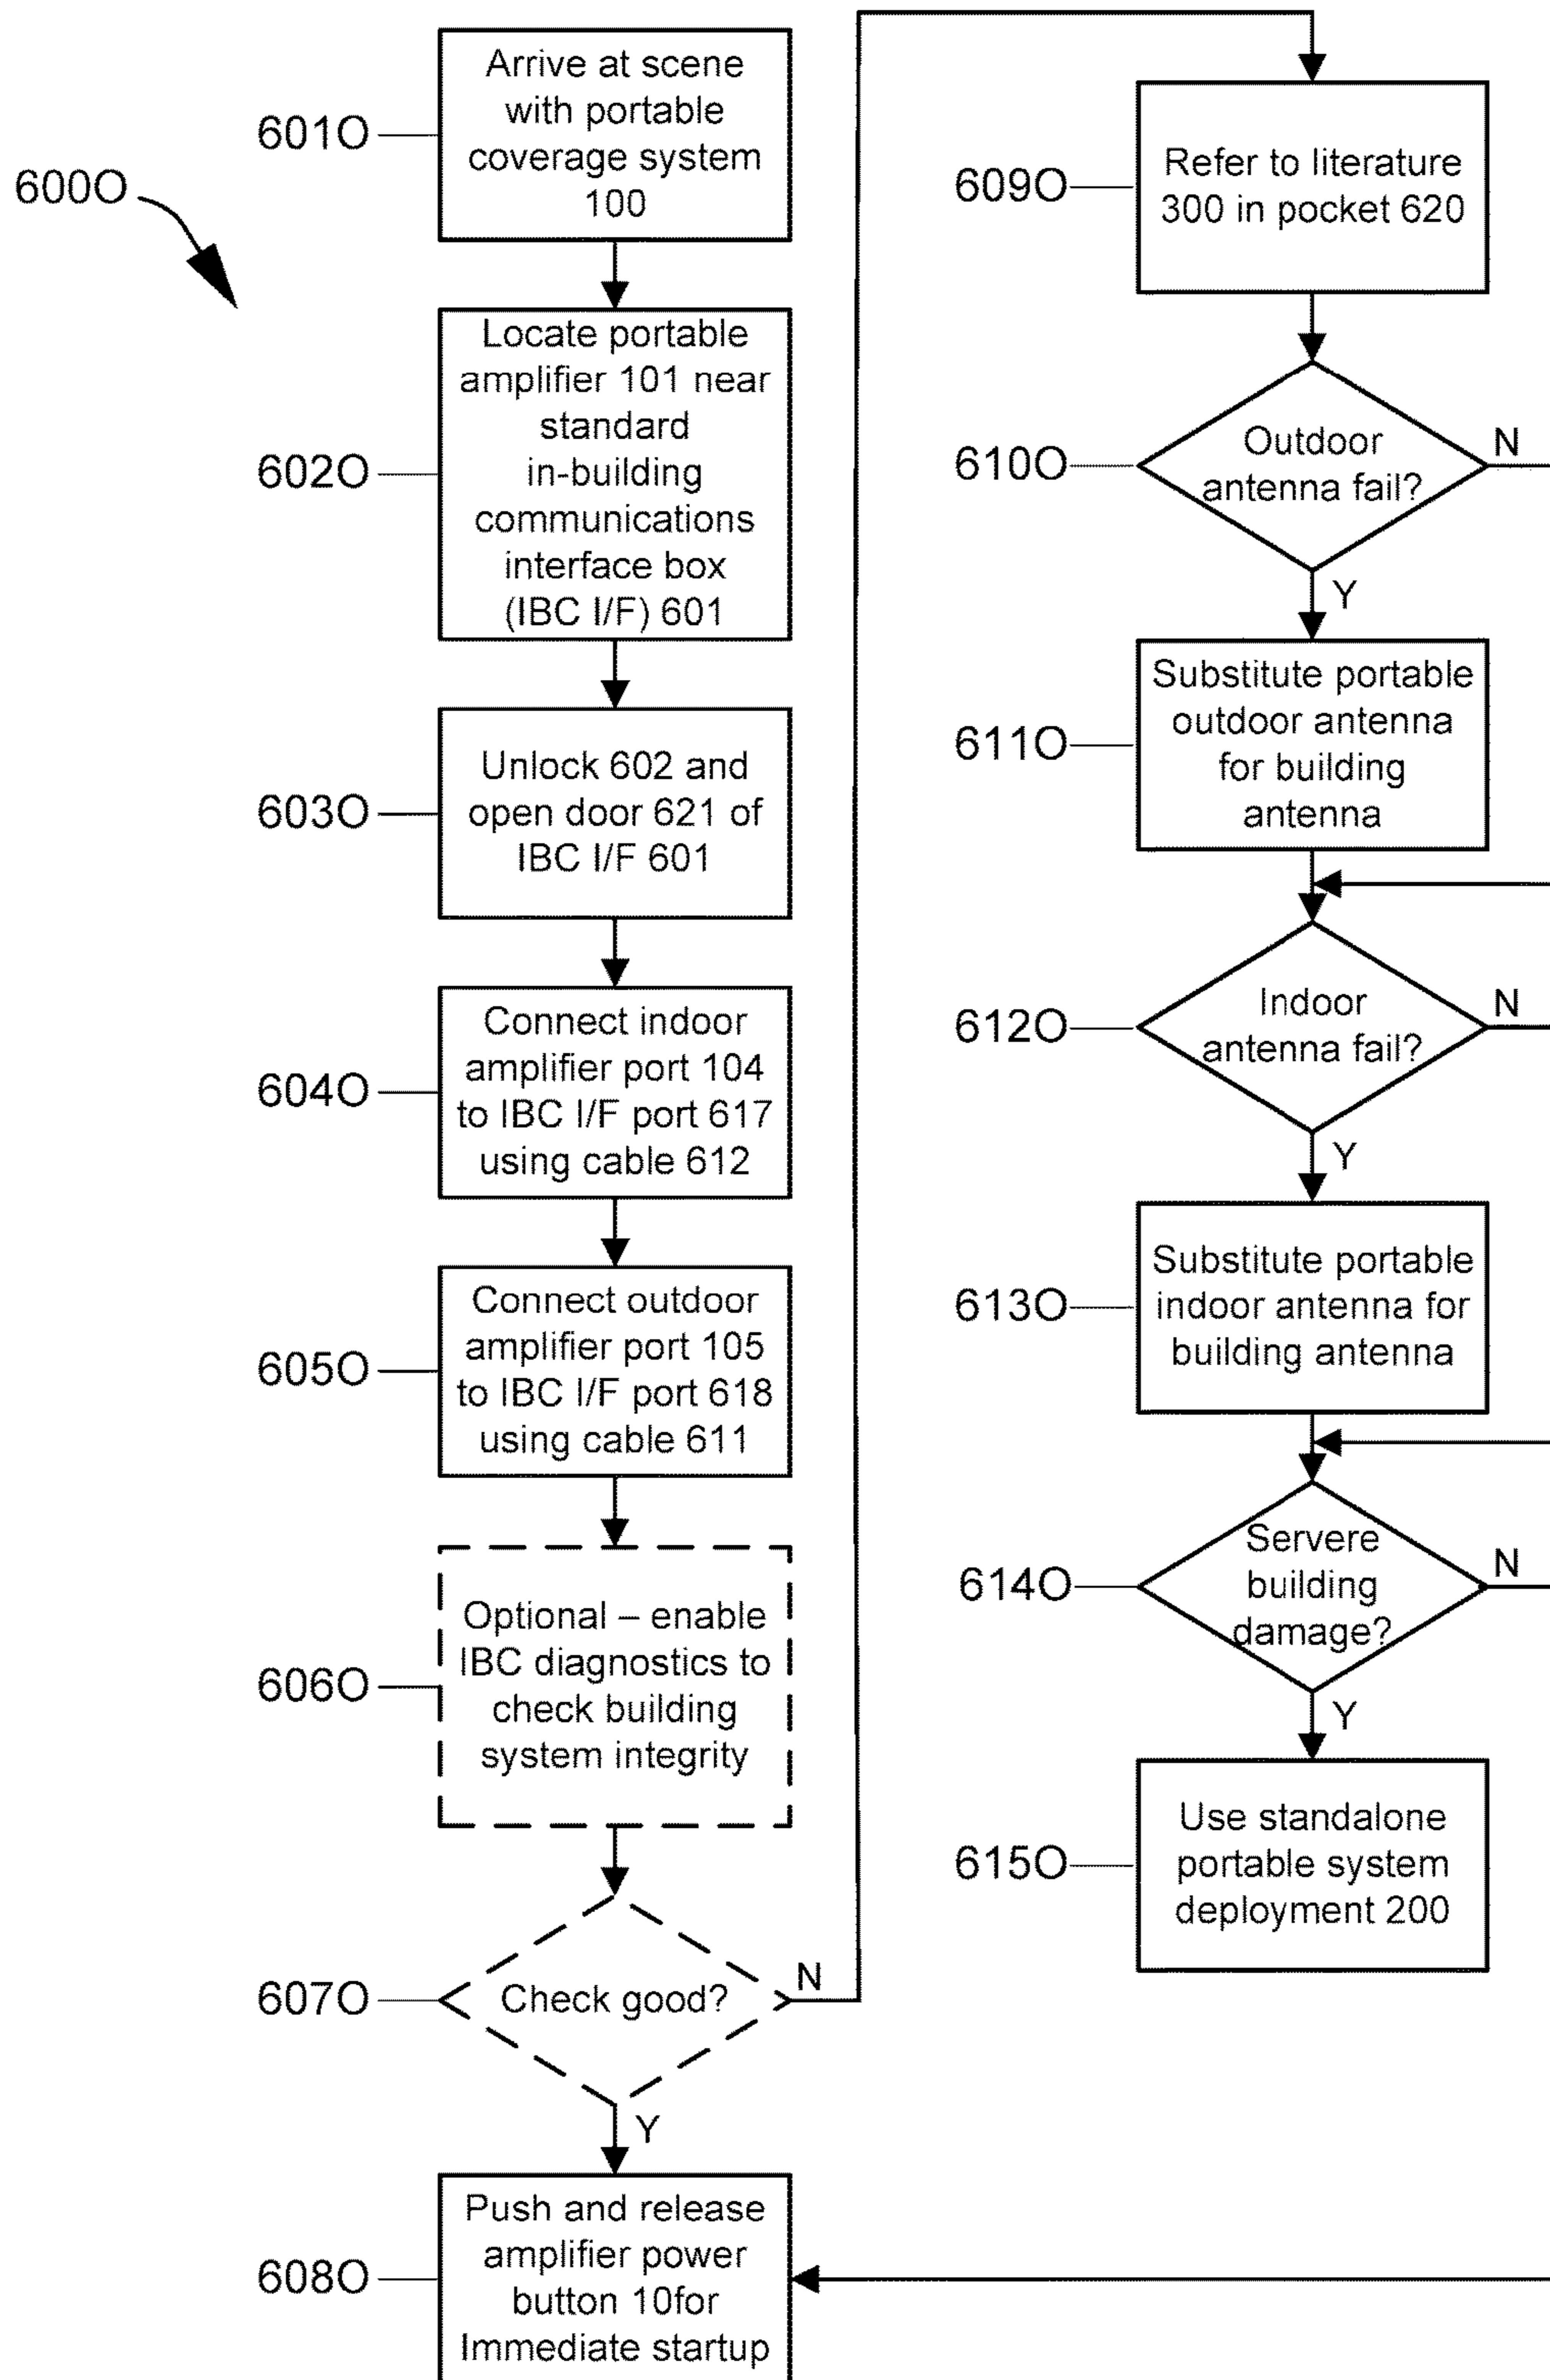 600O
601O
Arrive at scene
with portable
coverage system
100
602O
Locate portable
amplifier 101 near
standard
in-building
communications
interface box
(IBC I/F) 601
603O
Unlock 602 and
open door 621 of
IBC I/F 601
604O
Connect indoor
amplifier port 104
to IBC I/F port 617
using cable 612
605O
Connect outdoor
amplifier port 105
to IBC I/F port 618
using cable 611
606O
Optional – enable
IBC diagnostics to
check building
system integrity
607O
Check good?
N
Y
608O
Push and release
amplifier power
button 10for
Immediate startup
609O
Refer to literature
300 in pocket 620
610O
Outdoor
antenna fail?
N
Y
611O
Substitute portable
outdoor antenna
for building
antenna
612O
Indoor
antenna fail?
N
Y
613O
Substitute portable
indoor antenna for
building antenna
614O
Servere
building
damage?
N
Y
615O
Use standalone
portable system
deployment 200